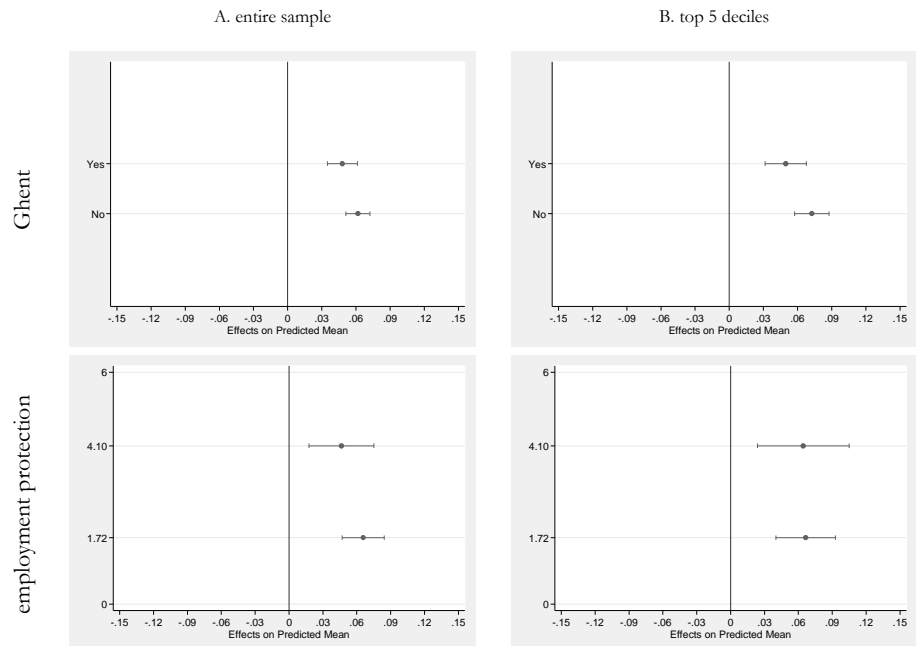 A. entire sample
B. top 5 deciles
Ghent
Yes
No
-.15 -.12 -.09 -.06 -.03 0 .03 .06 .09 .12 .15
Effects on Predicted Mean
Yes
No
-.15 -.12 -.09 -.06 -.03 0 .03 .06 .09 .12 .15
Effects on Predicted Mean
employment protection
6
4.10
1.72
0
-.15 -.12 -.09 -.06 -.03 0 .03 .06 .09 .12 .15
Effects on Predicted Mean
6
4.10
1.72
0
-.15 -.12 -.09 -.06 -.03 0 .03 .06 .09 .12 .15
Effects on Predicted Mean